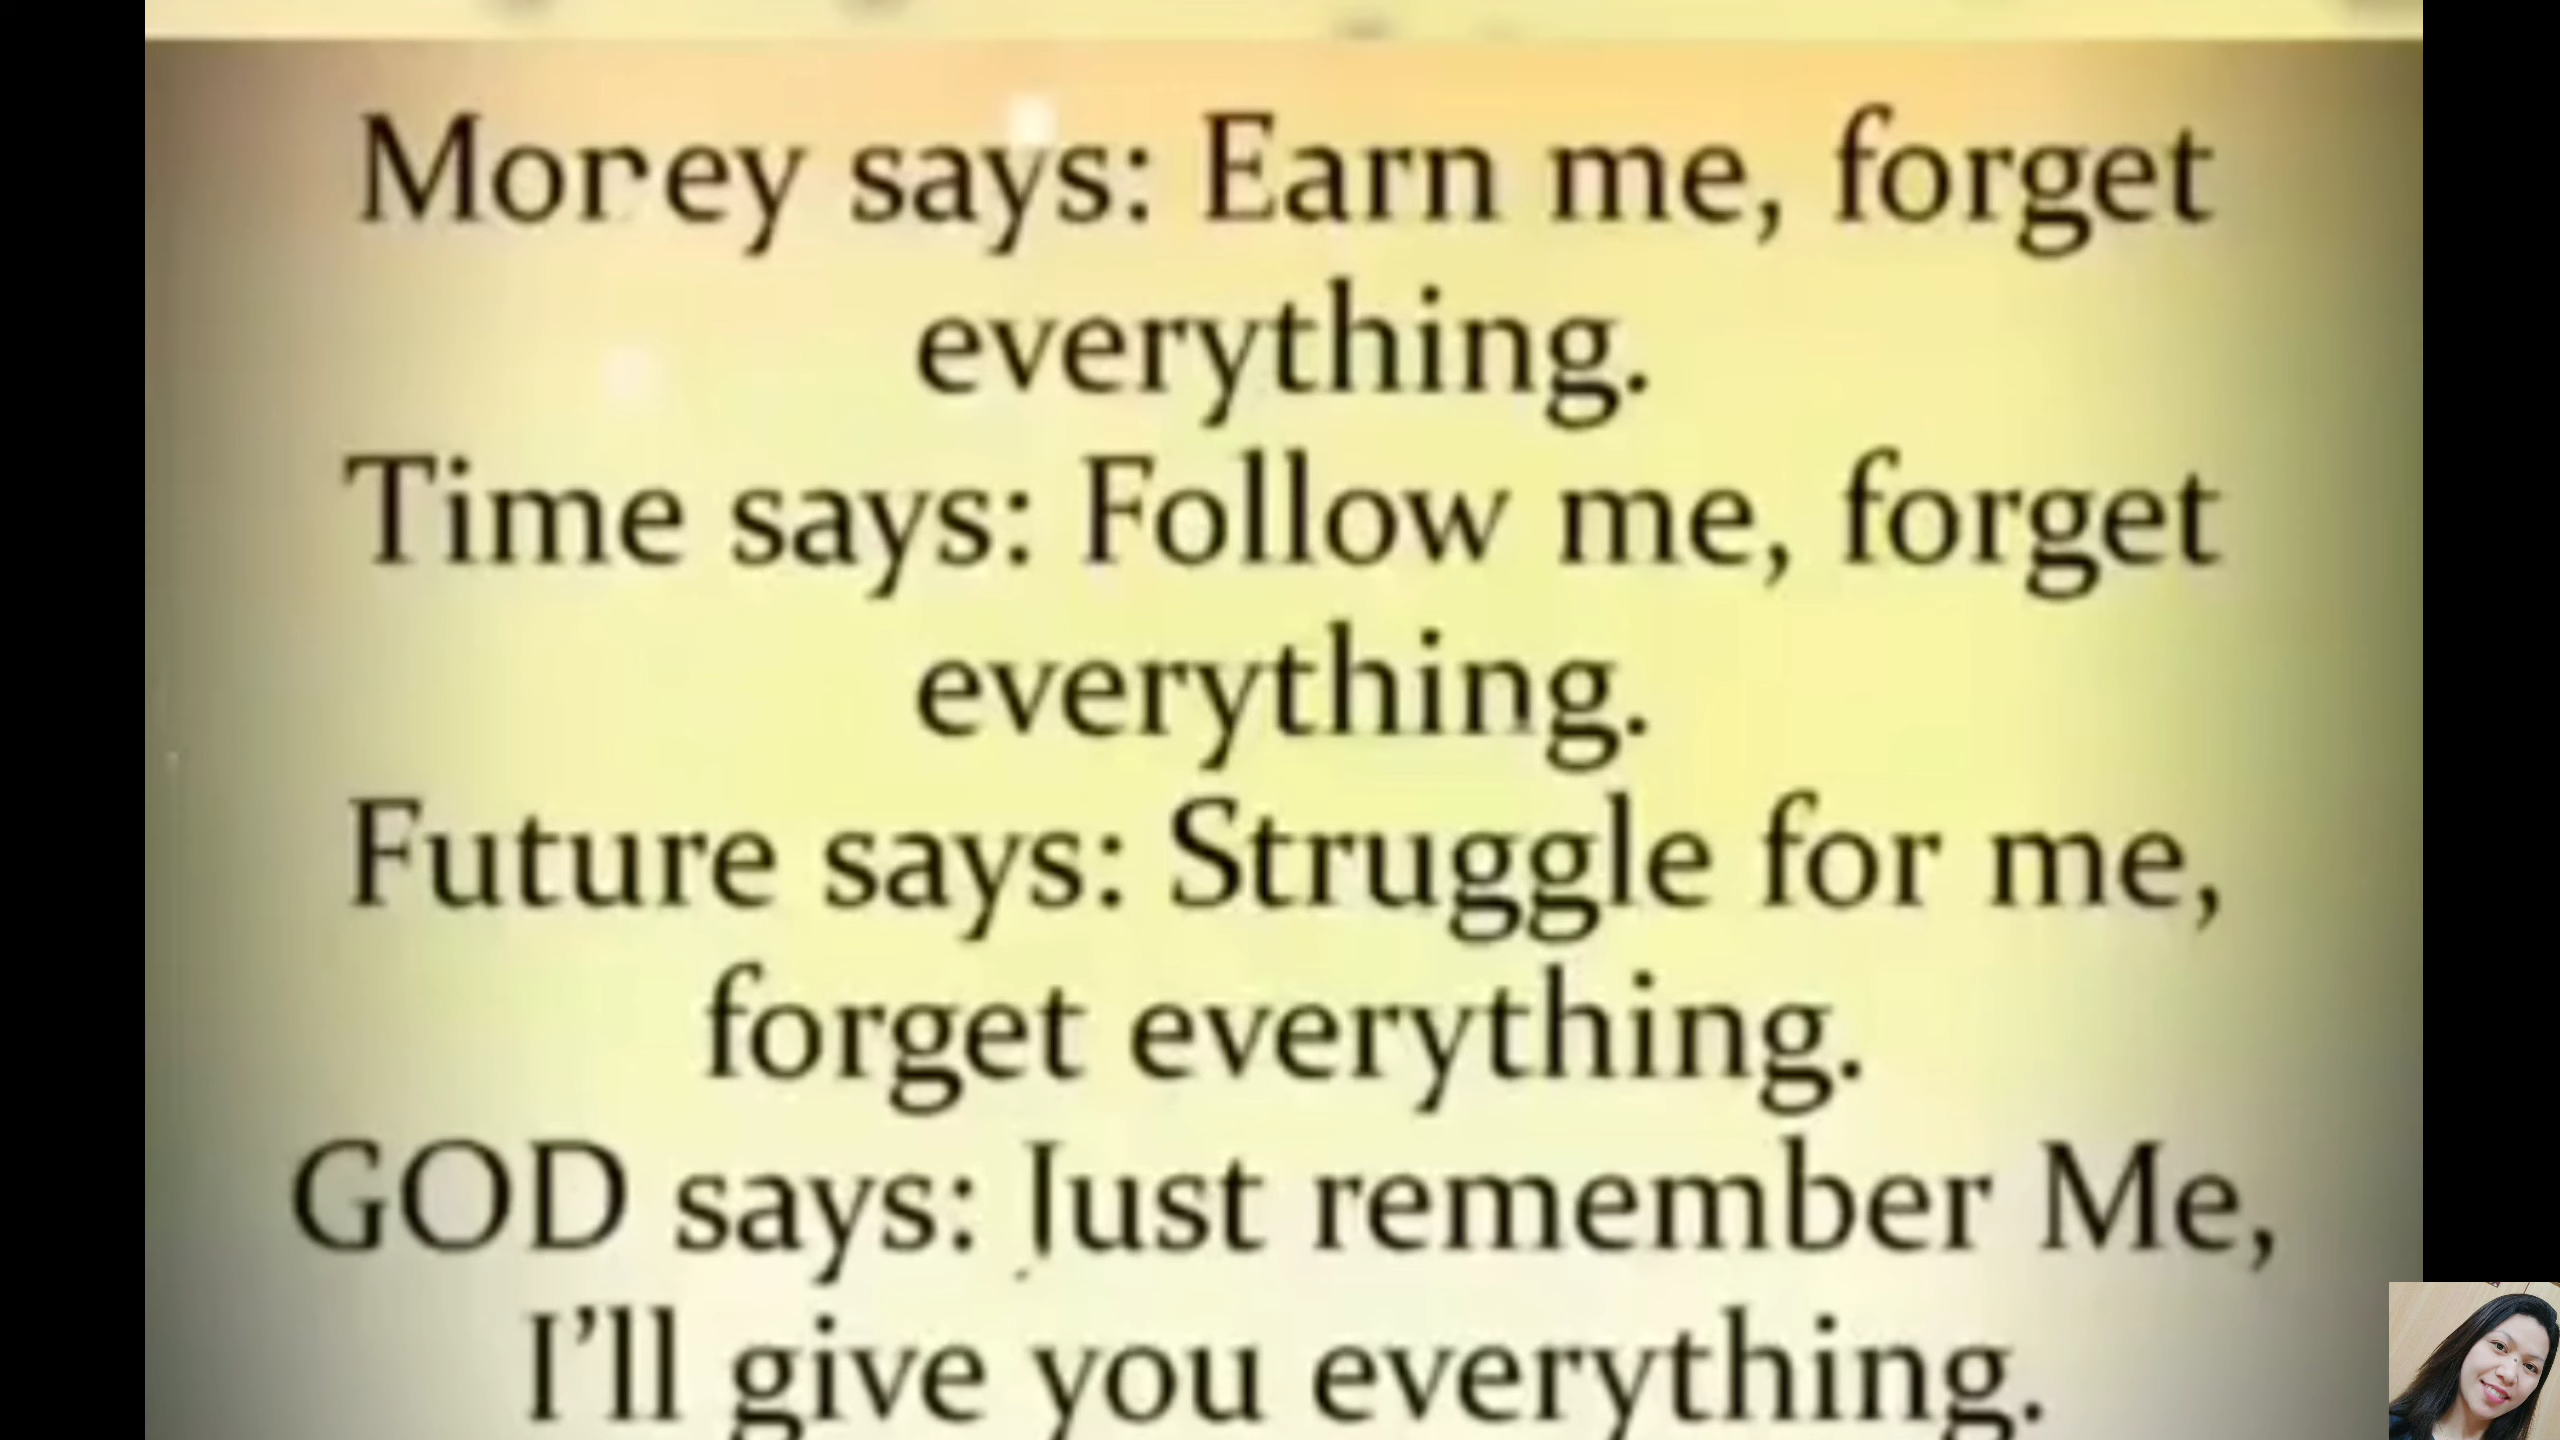 Money says: Earn me, forget
everything.
Time says: Follow me, forget
everything.
Future says: Struggle for me,
forget everything.
GOD says: Just remember Me,
I'll give you everything.